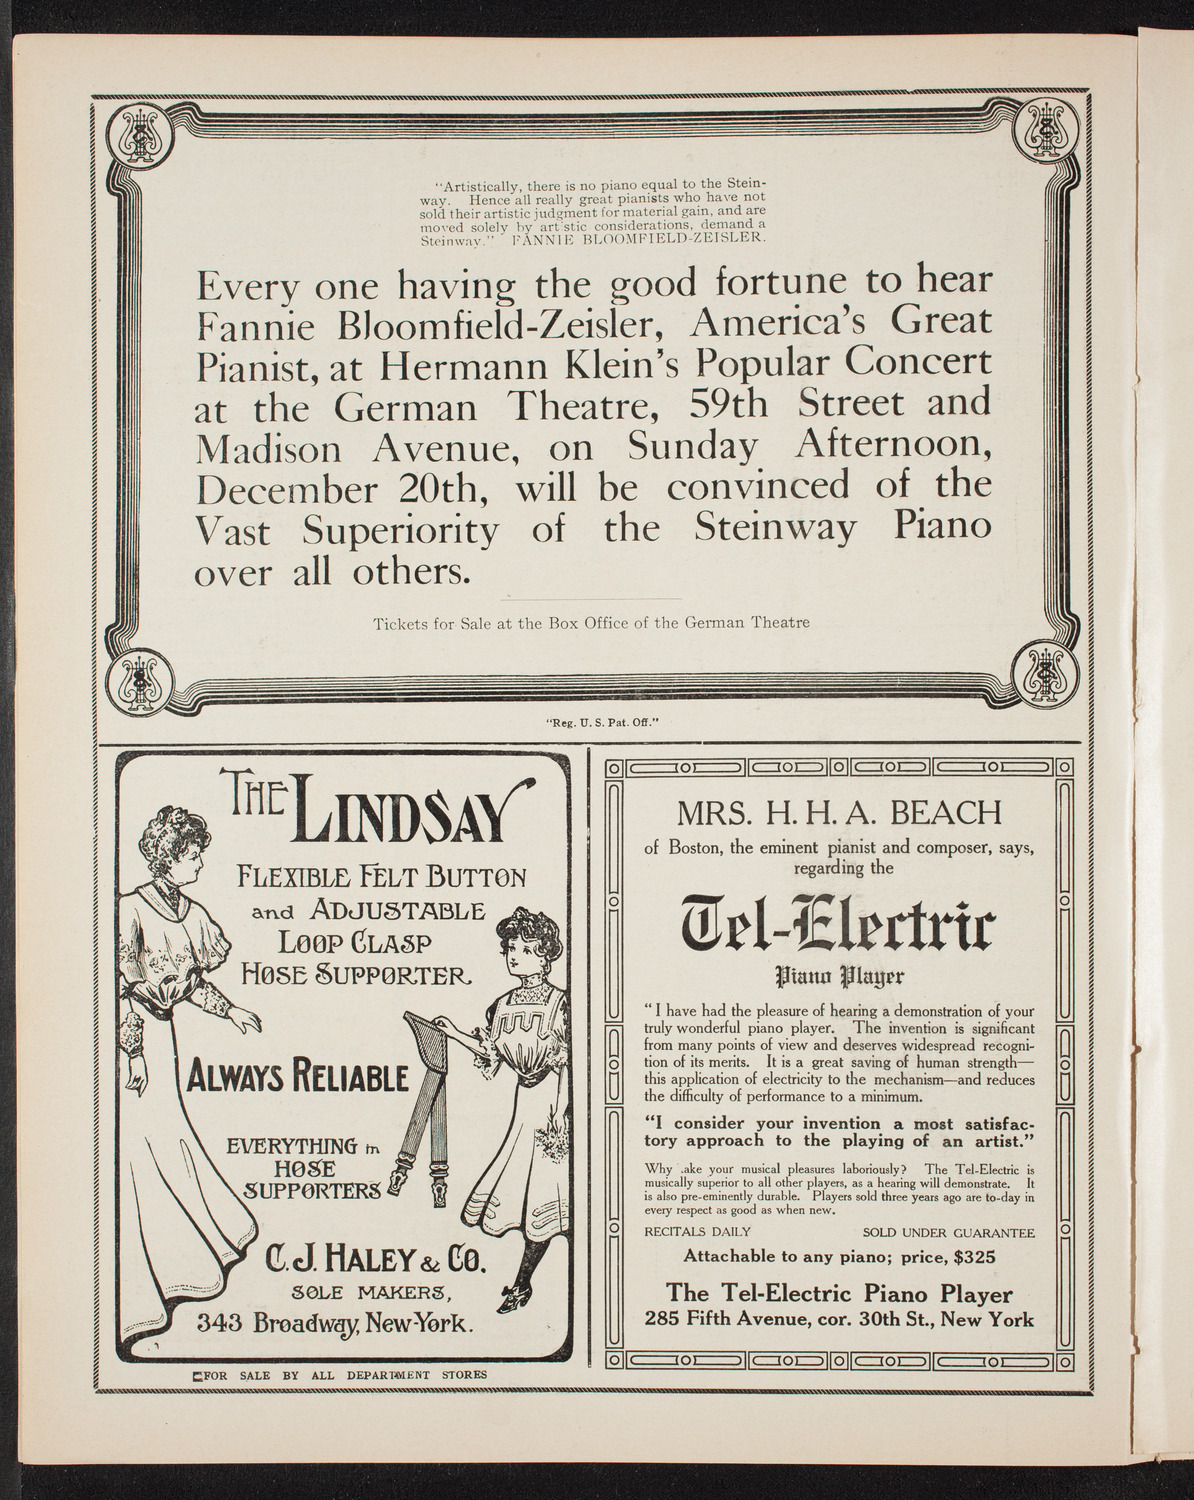 "Artistically, there is no piano equal to the Stein-
way. Hence all really great pianists who have not
sold their artistic judgment for material gain, and are
moved solely by art stic considerations, demand a
Steinway." FANNIE BLOOMFIELD-ZEISLER.
Every one having the good fortune to hear
Fannie Bloomfield-Zeisler, America's Great
Pianist, at Hermann Klein's Popular Concert
at the German Theatre, 59th Street and
Madison Avenue, on Sunday Afternoon,
December 20th, will be convinced of the
Vast Superiority of the Steinway Piano
over all others.
Tickets for Sale at the Box Office of the German Theatre
"Reg. U. S. Pat. Off."
THE LINDSAY
FLEXIBLE FELT BUTTON
and ADJUSTABLE
LOOP CLASP
HOSE SUPPORTER.
ALWAYS RELIABLE
EVERYTHING in
HOSE
SUPPORTERS
C. J. HALEY & CO.
SOLE MAKERS,
343 Broadway, New-York.
FOR SALE BY ALL DEPARTMENT STORES
MRS. H. H. A. BEACH
of Boston, the eminent pianist and composer, says,
regarding the
Tel-Electric
Piano Player
"I have had the pleasure of hearing a demonstration of your
truly wonderful piano player. The invention is significant
from many points of view and deserves widespread recogni-
tion of its merits. It is a great saving of human strength—
this application of electricity to the mechanism—and reduces
the difficulty of performance to a minimum.
"I consider your invention a most satisfac-
tory approach to the playing of an artist."
Why .ake your musical pleasures laboriously? The Tel-Electric is
musically superior to all other players, as a hearing will demonstrate. It
is also pre-eminently durable. Players sold three years ago are to-day in
every respect as good as when new.
RECITALS DAILY SOLD UNDER GUARANTEE
Attachable to any piano; price, $325
The Tel-Electric Piano Player
285 Fifth Avenue, cor. 30th St., New York